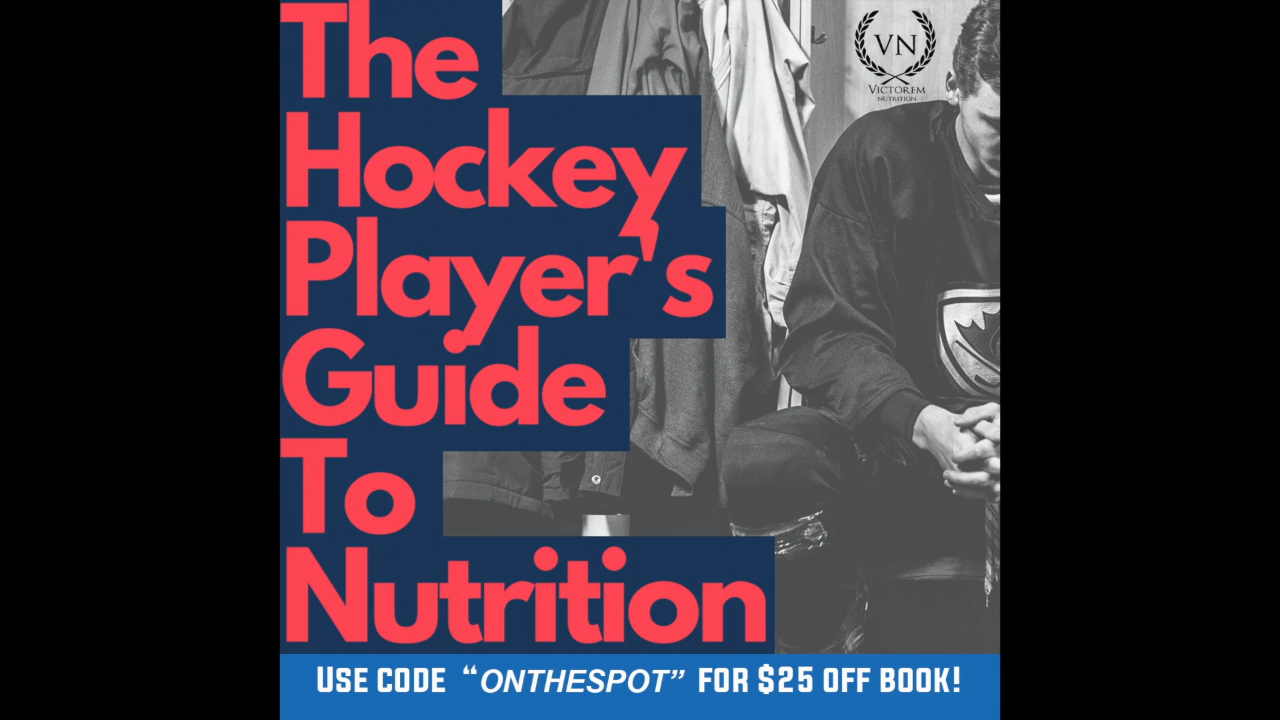 The
Hockey
Player's
Guide
To
Nutrition
VN
VICTOREM
NUTRITION
USE CODE “ONTHESPOT” FOR $25 OFF BOOK!